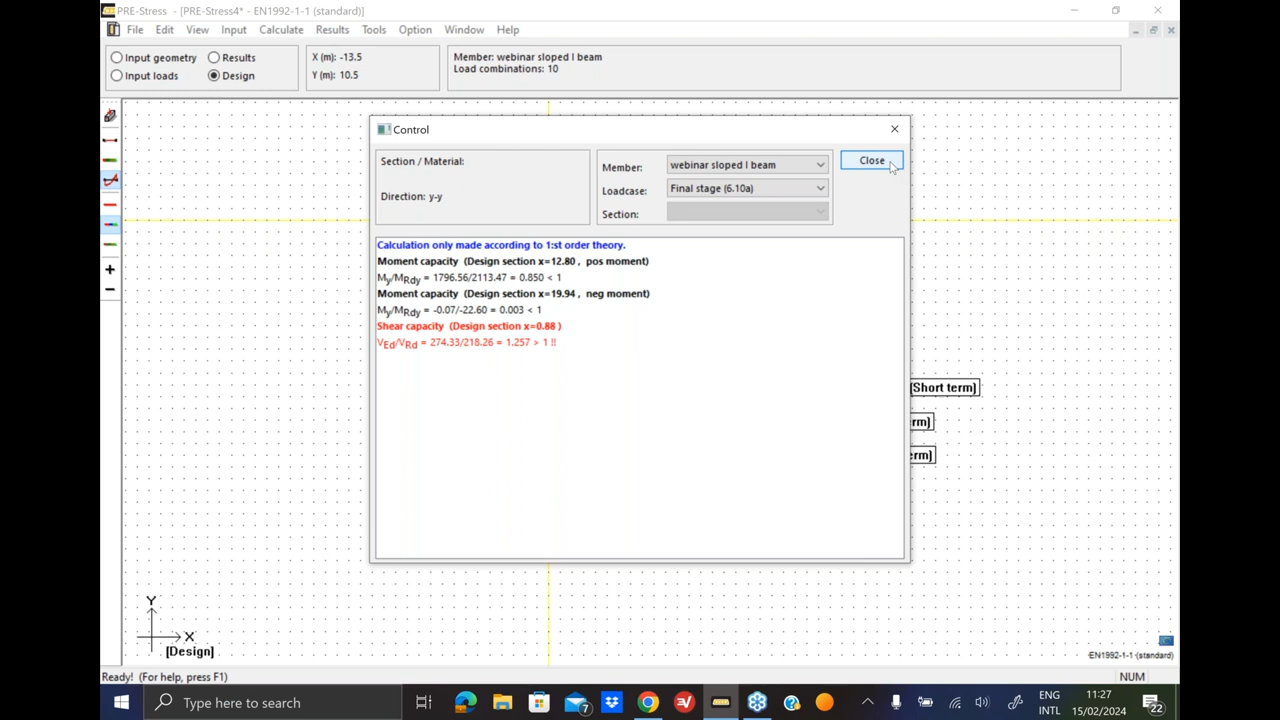 PRE-Stress - [PRE-Stress4* - EN1992-1-1 (standard)]
File Edit View Input Calculate Results Tools Option Window Help
Input geometry Results
Input loads Design
X (m): -13.5
Y (m): 10.5
Member: webinar sloped I beam
Load combinations: 10
Control
Section / Material:
Direction: y-y
Member: webinar sloped I beam
Loadcase: Final stage (6.10a)
Section:
Close
Calculation only made according to 1:st order theory.
Moment capacity (Design section x=12.80 , pos moment)
My/MRdy = 1796.56/2113.47 = 0.850 < 1
Moment capacity (Design section x=19.94 , neg moment)
My/MRdy = -0.07/-22.60 = 0.003 < 1
Shear capacity (Design section x=0.88 )
VEd/VRd = 274.33/218.26 = 1.257 > 1 !!
(Short term)
rm)
erm)
Y
X
[Design]
EN1992-1-1 (standard)
Ready! (For help, press F1)
NUM
Type here to search
7
ENG
INTL
11:27
15/02/2024
22